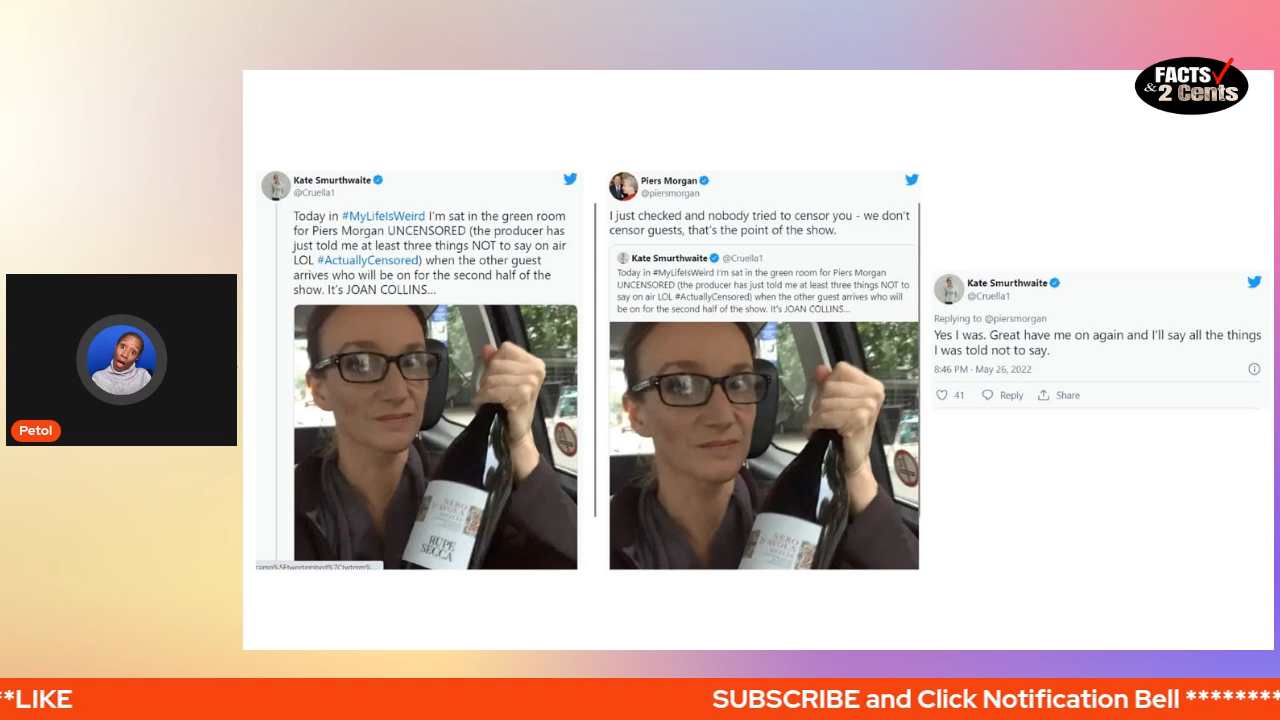 FACTS
& 2 Cents
Kate Smurthwaite
@Cruella1
Today in #MyLifeIsWeird I'm sat in the green room
for Piers Morgan UNCENSORED (the producer has
just told me at least three things NOT to say on air
LOL #ActuallyCensored) when the other guest
arrives who will be on for the second half of the
show. It's JOAN COLLINS...
RUPE
SECCA
Piers Morgan
@piersmorgan
I just checked and nobody tried to censor you - we don't
censor guests, that's the point of the show.
Kate Smurthwaite @Cruella1
Today in #MyLifeIsWeird I'm sat in the green room for Piers Morgan
UNCENSORED (the producer has just told me at least three things NOT to
say on air LOL #ActuallyCensored) when the other guest arrives who will
be on for the second half of the show. It's JOAN COLLINS...
Kate Smurthwaite
@Cruella1
Replying to @piersmorgan
Yes I was. Great have me on again and I'll say all the things
I was told not to say.
8:46 PM · May 26, 2022
41 Reply Share
Petol
**LIKE
SUBSCRIBE and Click Notification Bell ********